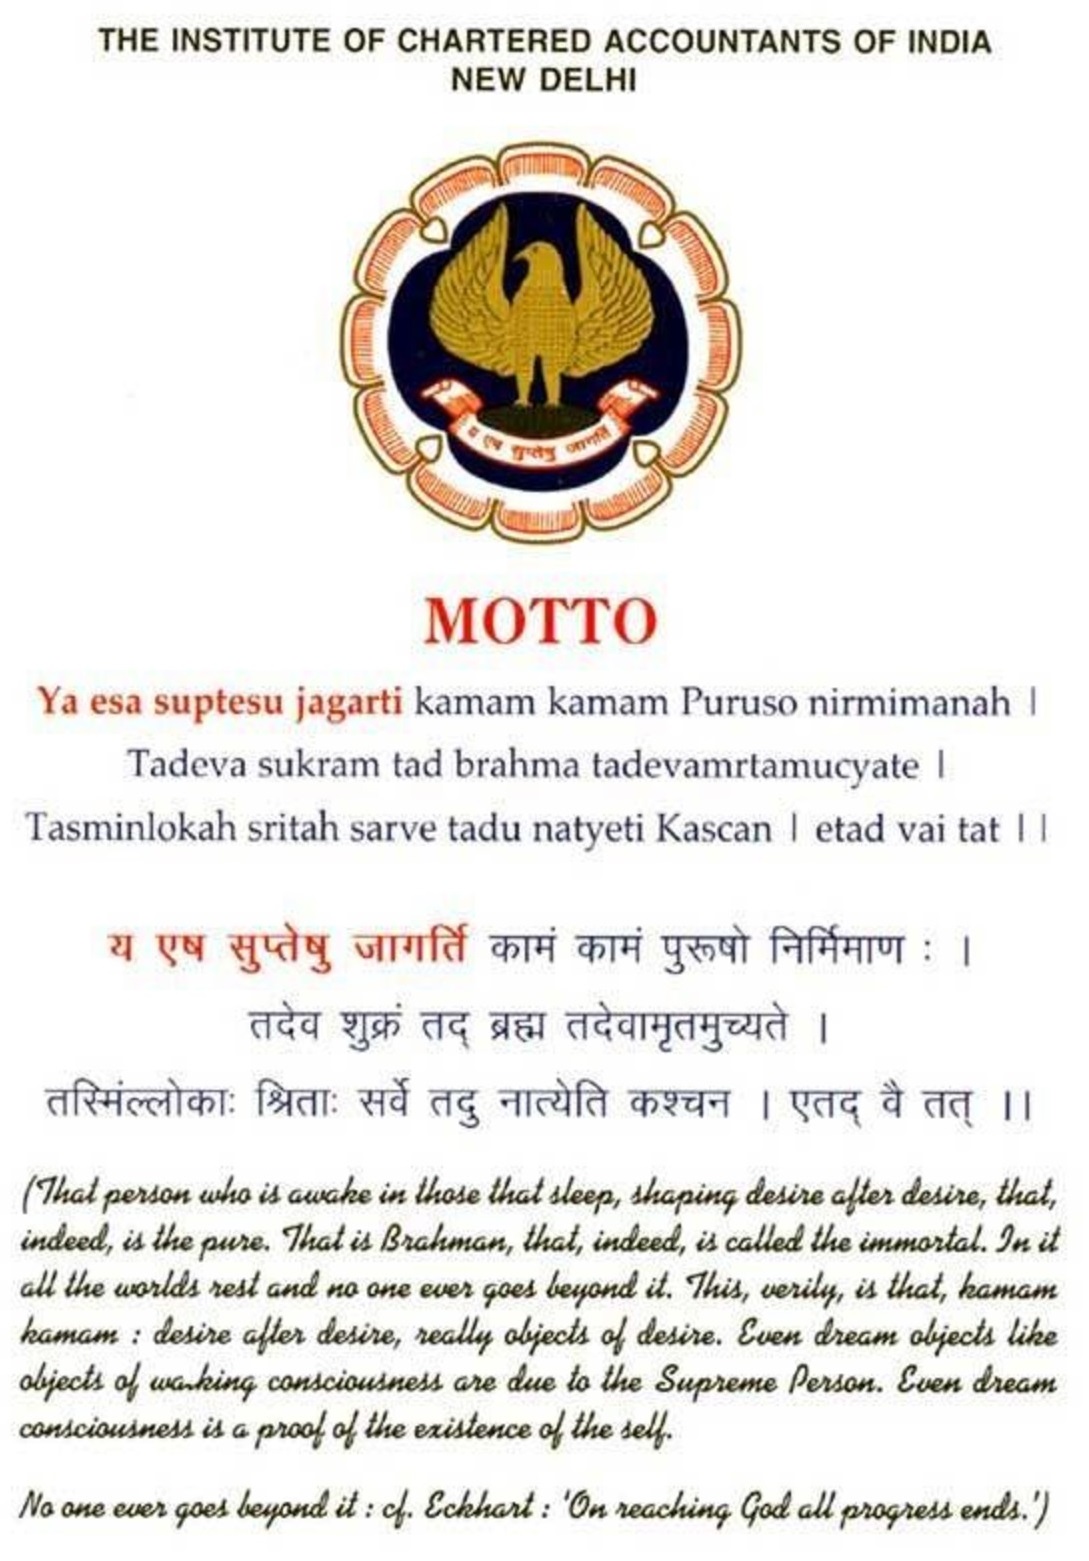 THE INSTITUTE OF CHARTERED ACCOUNTANTS OF INDIA
NEW DELHI
य एष सुप्तेषु जागर्ति
MOTTO
Ya esa suptesu jagarti kamam kamam Puruso nirmimanah |
Tadeva sukram tad brahma tadevamrtamucyate |
Tasminlokah sritah sarve tadu natyeti Kascan | etad vai tat ||
य एष सुप्तेषु जागर्ति कामं कामं पुरूषो निर्मिमाण : ।
तदेव शुक्रं तद् ब्रह्म तदेवामृतमुच्यते ।
तस्मिंल्लोकाः श्रिताः सर्वे तदु नात्येति कश्चन । एतद् वै तत् ।।
(That person who is awake in those that sleep, shaping desire after desire, that,
indeed, is the pure. That is Brahman, that, indeed, is called the immortal. In it
all the worlds rest and no one ever goes beyond it. This, verily, is that, kamam
kamam : desire after desire, really objects of desire. Even dream objects like
objects of wa-king consciousness are due to the Supreme Person. Even dream
consciousness is a proof of the existence of the self.
No one ever goes beyond it : cf. Eckhart : 'On reaching God all progress ends.')